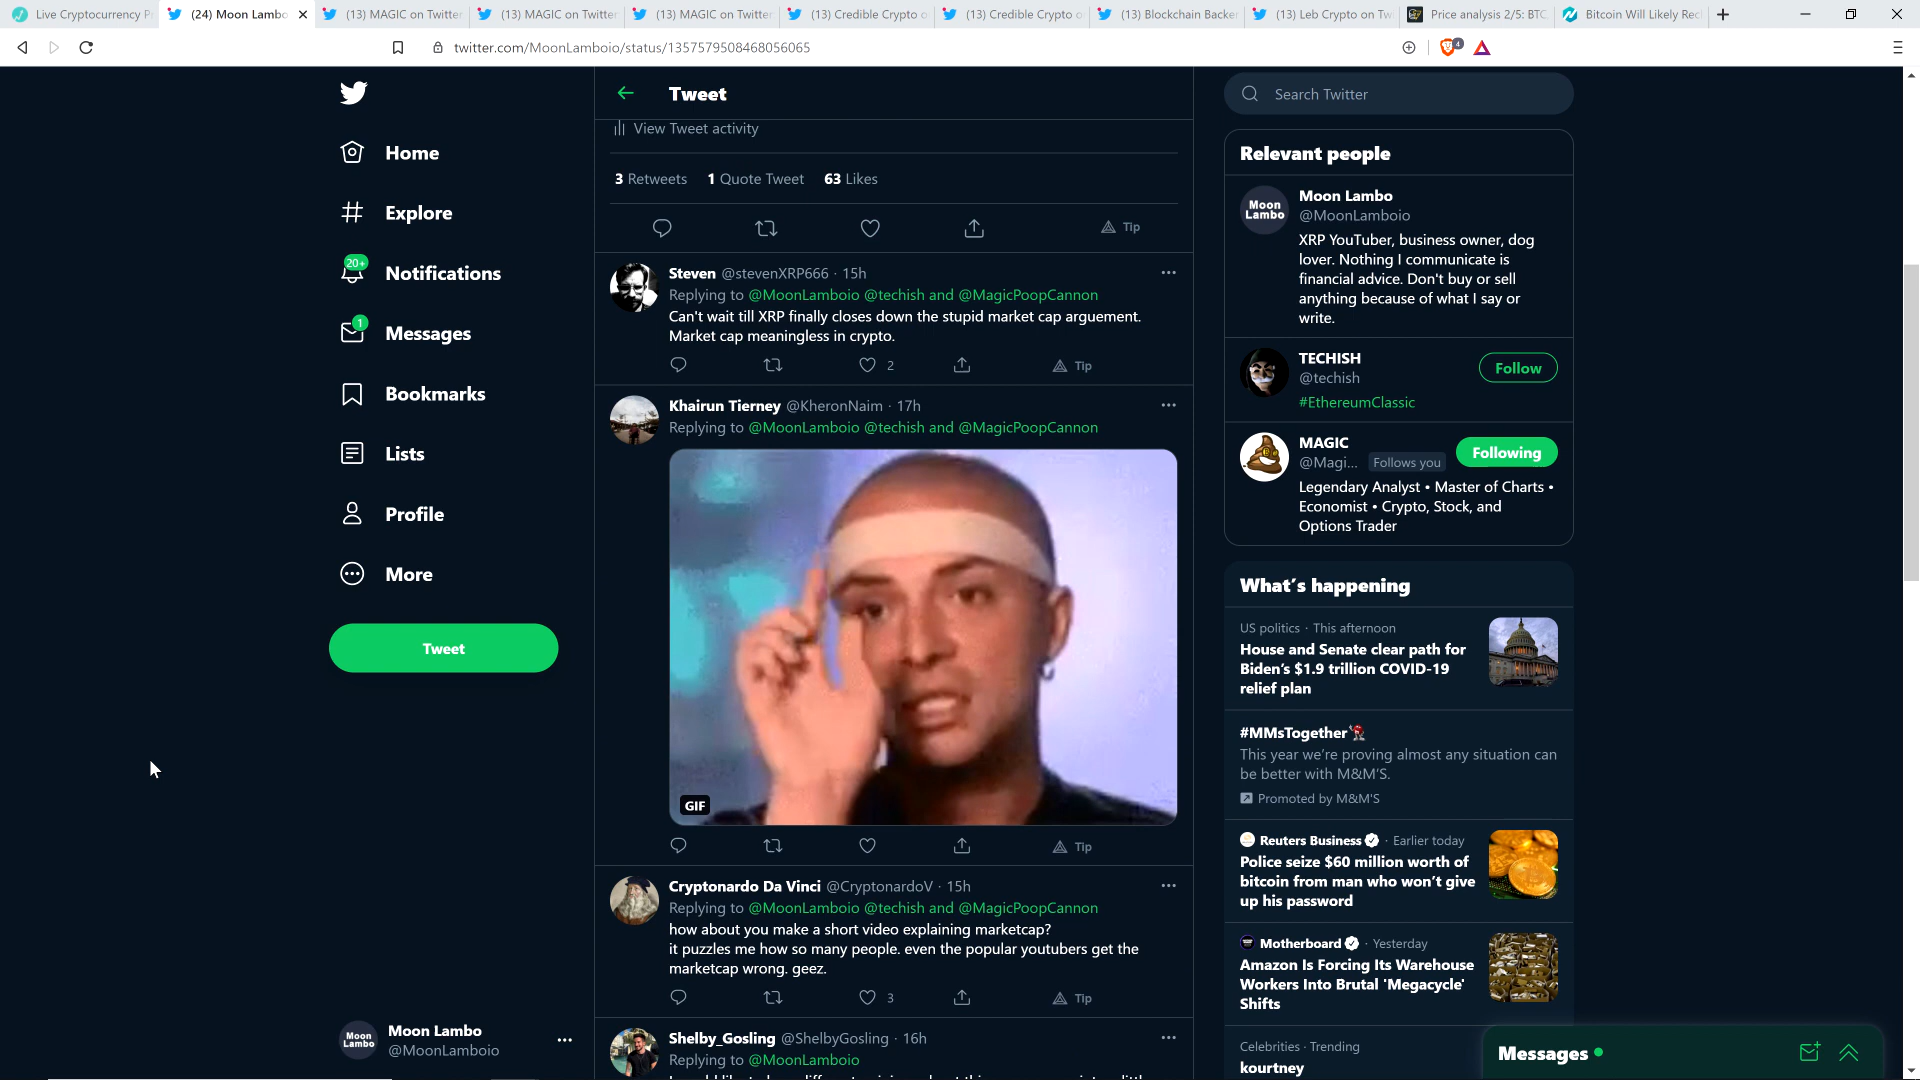 Live Cryptocurrency P
(24) Moon Lambo
(13) MAGIC on Twitter
(13) MAGIC on Twitter
(13) MAGIC on Twitter
(13) Credible Crypto o
(13) Credible Crypto o
(13) Blockchain Backe
(13) Leb Crypto on Tw
Price analysis 2/5: BTC,
Bitcoin Will Likely Rec
twitter.com/MoonLamboio/status/1357579508468056065
4
Home
Explore
20+
Notifications
1
Messages
Bookmarks
Lists
Profile
More
Tweet
Moon Lambo
Moon Lambo
@MoonLamboio
Tweet
View Tweet activity
3 Retweets 1 Quote Tweet 63 Likes
Tip
Steven @stevenXRP666 · 15h
Replying to @MoonLamboio @techish and @MagicPoopCannon
Can't wait till XRP finally closes down the stupid market cap arguement.
Market cap meaningless in crypto.
2 Tip
Khairun Tierney @KheronNaim · 17h
Replying to @MoonLamboio @techish and @MagicPoopCannon
GIF
Tip
Cryptonardo Da Vinci @CryptonardoV · 15h
Replying to @MoonLamboio @techish and @MagicPoopCannon
how about you make a short video explaining marketcap?
it puzzles me how so many people. even the popular youtubers get the
marketcap wrong. geez.
3 Tip
Shelby_Gosling @ShelbyGosling · 16h
Replying to @MoonLamboio
Search Twitter
Relevant people
Moon Lambo
Moon Lambo
@MoonLamboio
XRP YouTuber, business owner, dog
lover. Nothing I communicate is
financial advice. Don't buy or sell
anything because of what I say or
write.
TECHISH
@techish
Follow
#EthereumClassic
MAGIC
@Magi... Follows you
Following
Legendary Analyst • Master of Charts •
Economist • Crypto, Stock, and
Options Trader
What's happening
US politics · This afternoon
House and Senate clear path for
Biden's $1.9 trillion COVID-19
relief plan
#MMsTogether
This year we're proving almost any situation can
be better with M&M'S.
Promoted by M&M'S
Reuters Business · Earlier today
Police seize $60 million worth of
bitcoin from man who won't give
up his password
Motherboard · Yesterday
Amazon Is Forcing Its Warehouse
Workers Into Brutal 'Megacycle'
Shifts
Celebrities · Trending
kourtney
Messages